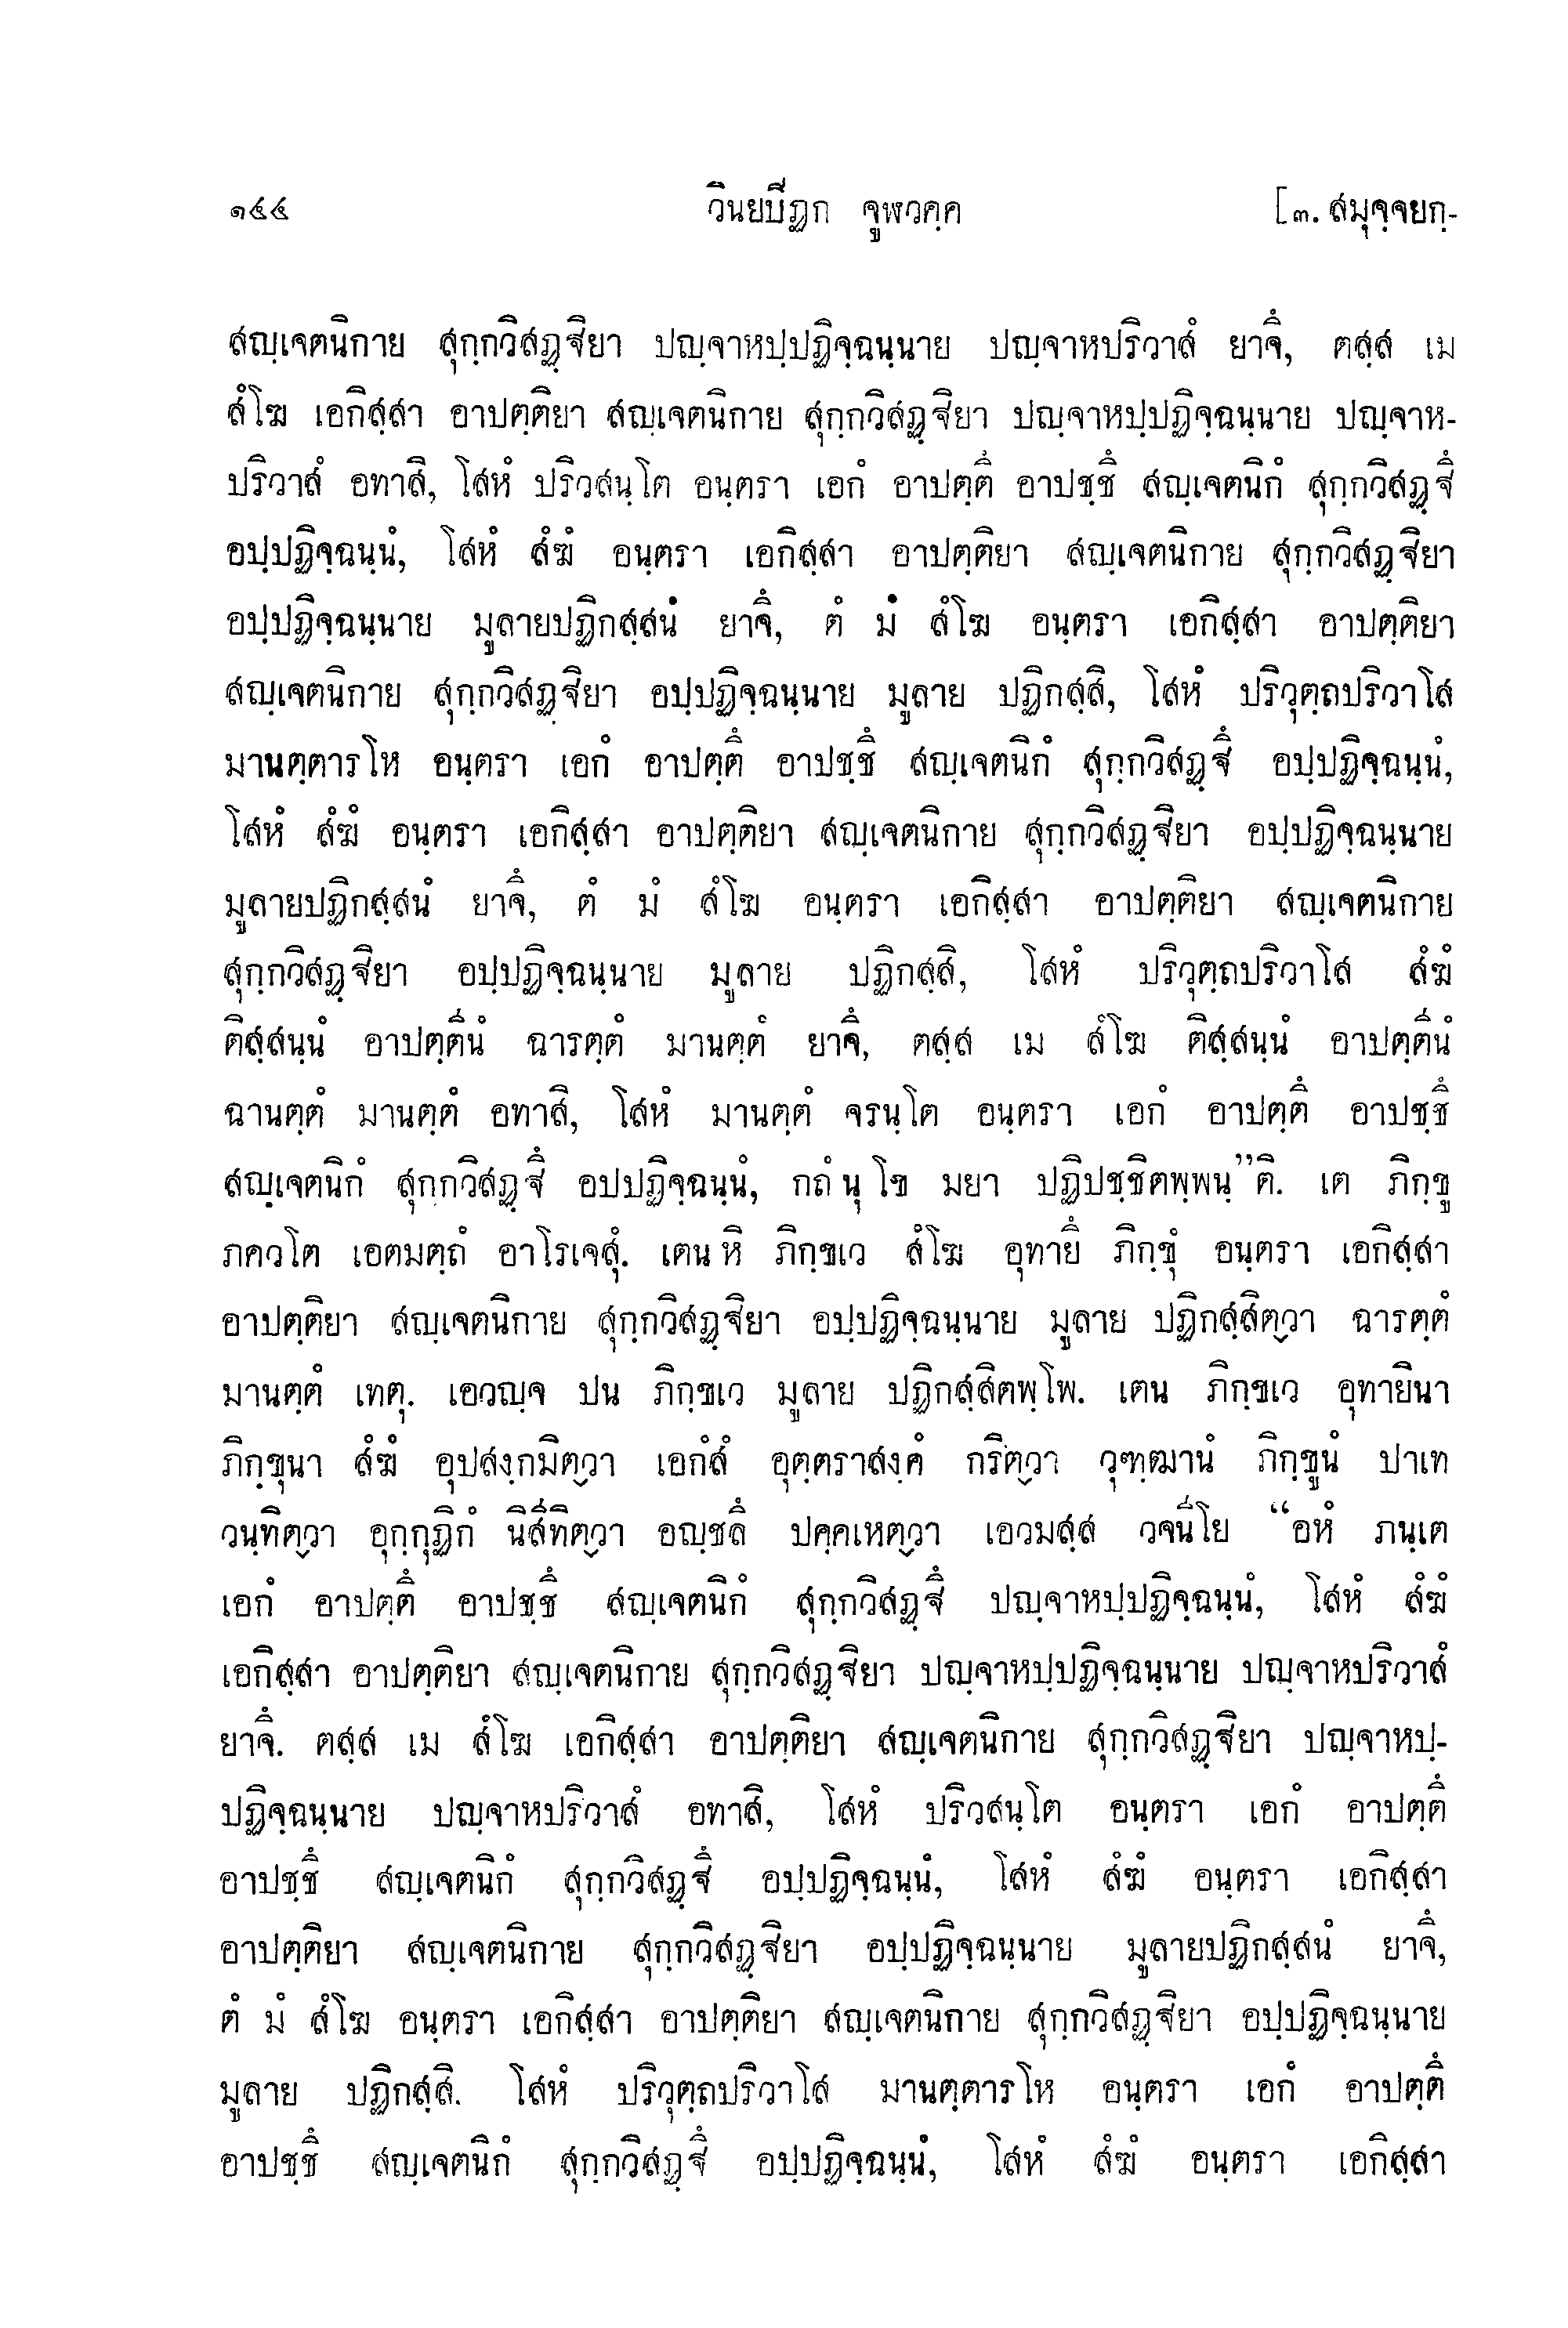 ๑๔๔ วินยปิฏก จูฬวคฺค [๓. สมุจฺจยกฺ-
สญฺเจตนิกาย สุกฺกวิสฏฺฐิยา ปญฺจาหปฺปฏิจฺฉนฺนาย ปญฺจาหปริวาสํ ยาจึ, ตสฺส เม
สํโฆ เอกิสฺสา อาปตฺติยา สญฺเจตนิกาย สุกฺกวิสฏฺฐิยา ปญฺจาหปฺปฏิจฺฉนฺนาย ปญฺจาห-
ปริวาสํ อทาสิ, โสหํ ปริวสนฺโต อนฺตรา เอกํ อาปตฺตึ อาปชฺชึ สญฺเจตนิกํ สุกฺกวิสฏฺฐึ
อปฺปฏิจฺฉนฺนํ, โสหํ สํฆํ อนฺตรา เอกิสฺสา อาปตฺติยา สญฺเจตนิกาย สุกฺกวิสฏฺฐิยา
อปฺปฏิจฺฉนฺนาย มูลายปฏิกสฺสนํ ยาจึ, ตํ มํ สํโฆ อนฺตรา เอกิสฺสา อาปตฺติยา
สญฺเจตนิกาย สุกฺกวิสฏฺฐิยา อปฺปฏิจฺฉนฺนาย มูลาย ปฏิกสฺสิ, โสหํ ปริวุตฺถปริวาโส
มานตฺตารโห อนฺตรา เอกํ อาปตฺตึ อาปชฺชึ สญฺเจตนิกํ สุกฺกวิสฏฺฐึ อปฺปฏิจฺฉนฺนํ,
โสหํ สํฆํ อนฺตรา เอกิสฺสา อาปตฺติยา สญฺเจตนิกาย สุกฺกวิสฏฺฐิยา อปฺปฏิจฺฉนฺนาย
มูลายปฏิกสฺสนํ ยาจึ, ตํ มํ สํโฆ อนฺตรา เอกิสฺสา อาปตฺติยา สญฺเจตนิกาย
สุกฺกวิสฏฺฐิยา อปฺปฏิจฺฉนฺนาย มูลาย ปฏิกสฺสิ, โสหํ ปริวุตฺถปริวาโส สํฆํ
ติสฺสนฺนํ อาปตฺตีนํ ฉารตฺตํ มานตฺตํ ยาจึ, ตสฺส เม สํโฆ ติสฺสนฺนํ อาปตฺตีนํ
ฉานตฺตํ มานตฺตํ อทาสิ, โสหํ มานตฺตํ จรนฺโต อนฺตรา เอกํ อาปตฺตึ อาปชฺชึ
สญฺเจตนิกํ สุกฺกวิสฏฺฐึ อปปฏิจฺฉนฺนํ, กถํ นุ โข มยา ปฏิปชฺชิตพฺพนฺ”ติ. เต ภิกฺขู
ภควโต เอตมตฺถํ อาโรเจสุํ. เตน หิ ภิกฺขเว สํโฆ อุทายึ ภิกฺขุํ อนฺตรา เอกิสฺสา
อาปตฺติยา สญฺเจตนิกาย สุกฺกวิสฏฺฐิยา อปฺปฏิจฺฉนฺนาย มูลาย ปฏิกสฺสิตฺวา ฉารตฺตํ
มานตฺตํ เทตุ. เอวญฺจ ปน ภิกฺขเว มูลาย ปฏิกสฺสิตพฺโพ. เตน ภิกฺขเว อุทายินา
ภิกฺขุนา สํฆํ อุปสงฺกมิตฺวา เอกํสํ อุตฺตราสงฺคํ กริตฺวา วุฑฺฒานํ ภิกฺขูนํ ปาเท
วนฺทิตฺวา อุกฺกุฏิกํ นิสีทิตฺวา อญฺชลึ ปคฺคเหตฺวา เอวมสฺส วจนีโย “อหํ ภนฺเต
เอกํ อาปตฺตึ อาปชฺชึ สญฺเจตนิกํ สุกฺกวิสฏฺฐึ ปญฺจาหปฺปฏิจฺฉนฺนํ, โสหํ สํฆํ
เอกิสฺสา อาปตฺติยา สญฺเจตนิกาย สุกฺกวิสฏฺฐิยา ปญฺจาหปฺปฏิจฺฉนฺนาย ปญฺจาหปริวาสํ
ยาจึ. ตสฺส เม สํโฆ เอกิสฺสา อาปตฺติยา สญฺเจตนิกาย สุกฺกวิสฏฺฐิยา ปญฺจาหปฺ-
ปฏิจฺฉนฺนาย ปญฺจาหปริวาสํ อทาสิ, โสหํ ปริวสนฺโต อนฺตรา เอกํ อาปตฺตึ
อาปชฺชึ สญฺเจตนิกํ สุกฺกวิสฏฺฐึ อปฺปฏิจฺฉนฺนํ, โสหํ สํฆํ อนฺตรา เอกิสฺสา
อาปตฺติยา สญฺเจตนิกาย สุกฺกวิสฏฺฐิยา อปฺปฏิจฺฉนฺนาย มูลายปฏิกสฺสนํ ยาจึ,
ตํ มํ สํโฆ อนฺตรา เอกิสฺสา อาปตฺติยา สญฺเจตนิกาย สุกฺกวิสฏฺฐิยา อปฺปฏิจฺฉนฺนาย
มูลาย ปฏิกสฺสิ. โสหํ ปริวุตฺถปริวาโส มานตฺตารโห อนฺตรา เอกํ อาปตฺตึ
อาปชฺชึ สญฺเจตนิกํ สุกฺกวิสฏฺฐึ อปฺปฏิจฺฉนฺนํ, โสหํ สํฆํ อนฺตรา เอกิสฺสา